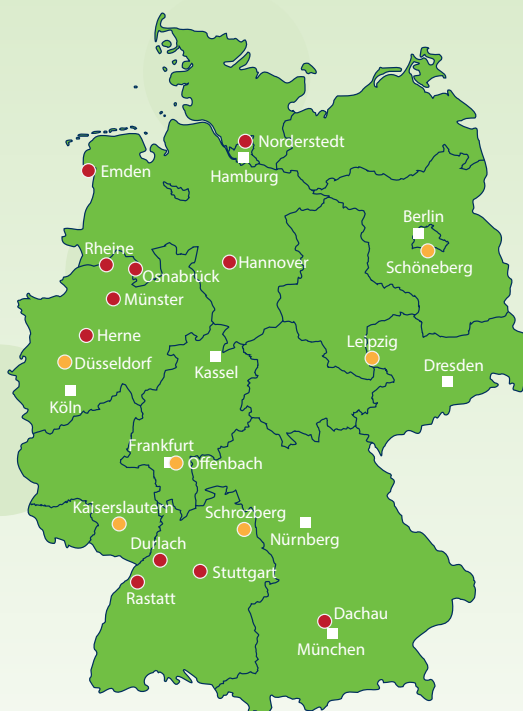 Norderstedt
Emden
Hamburg
Berlin
Rheine
Hannover
Schöneberg
Osnabrück
Münster
Herne
Leipzig
Düsseldorf
Kassel
Dresden
Köln
Frankfurt
Offenbach
Kaiserslautern
Schrozberg
Nürnberg
Durlach
Stuttgart
Rastatt
Dachau
München